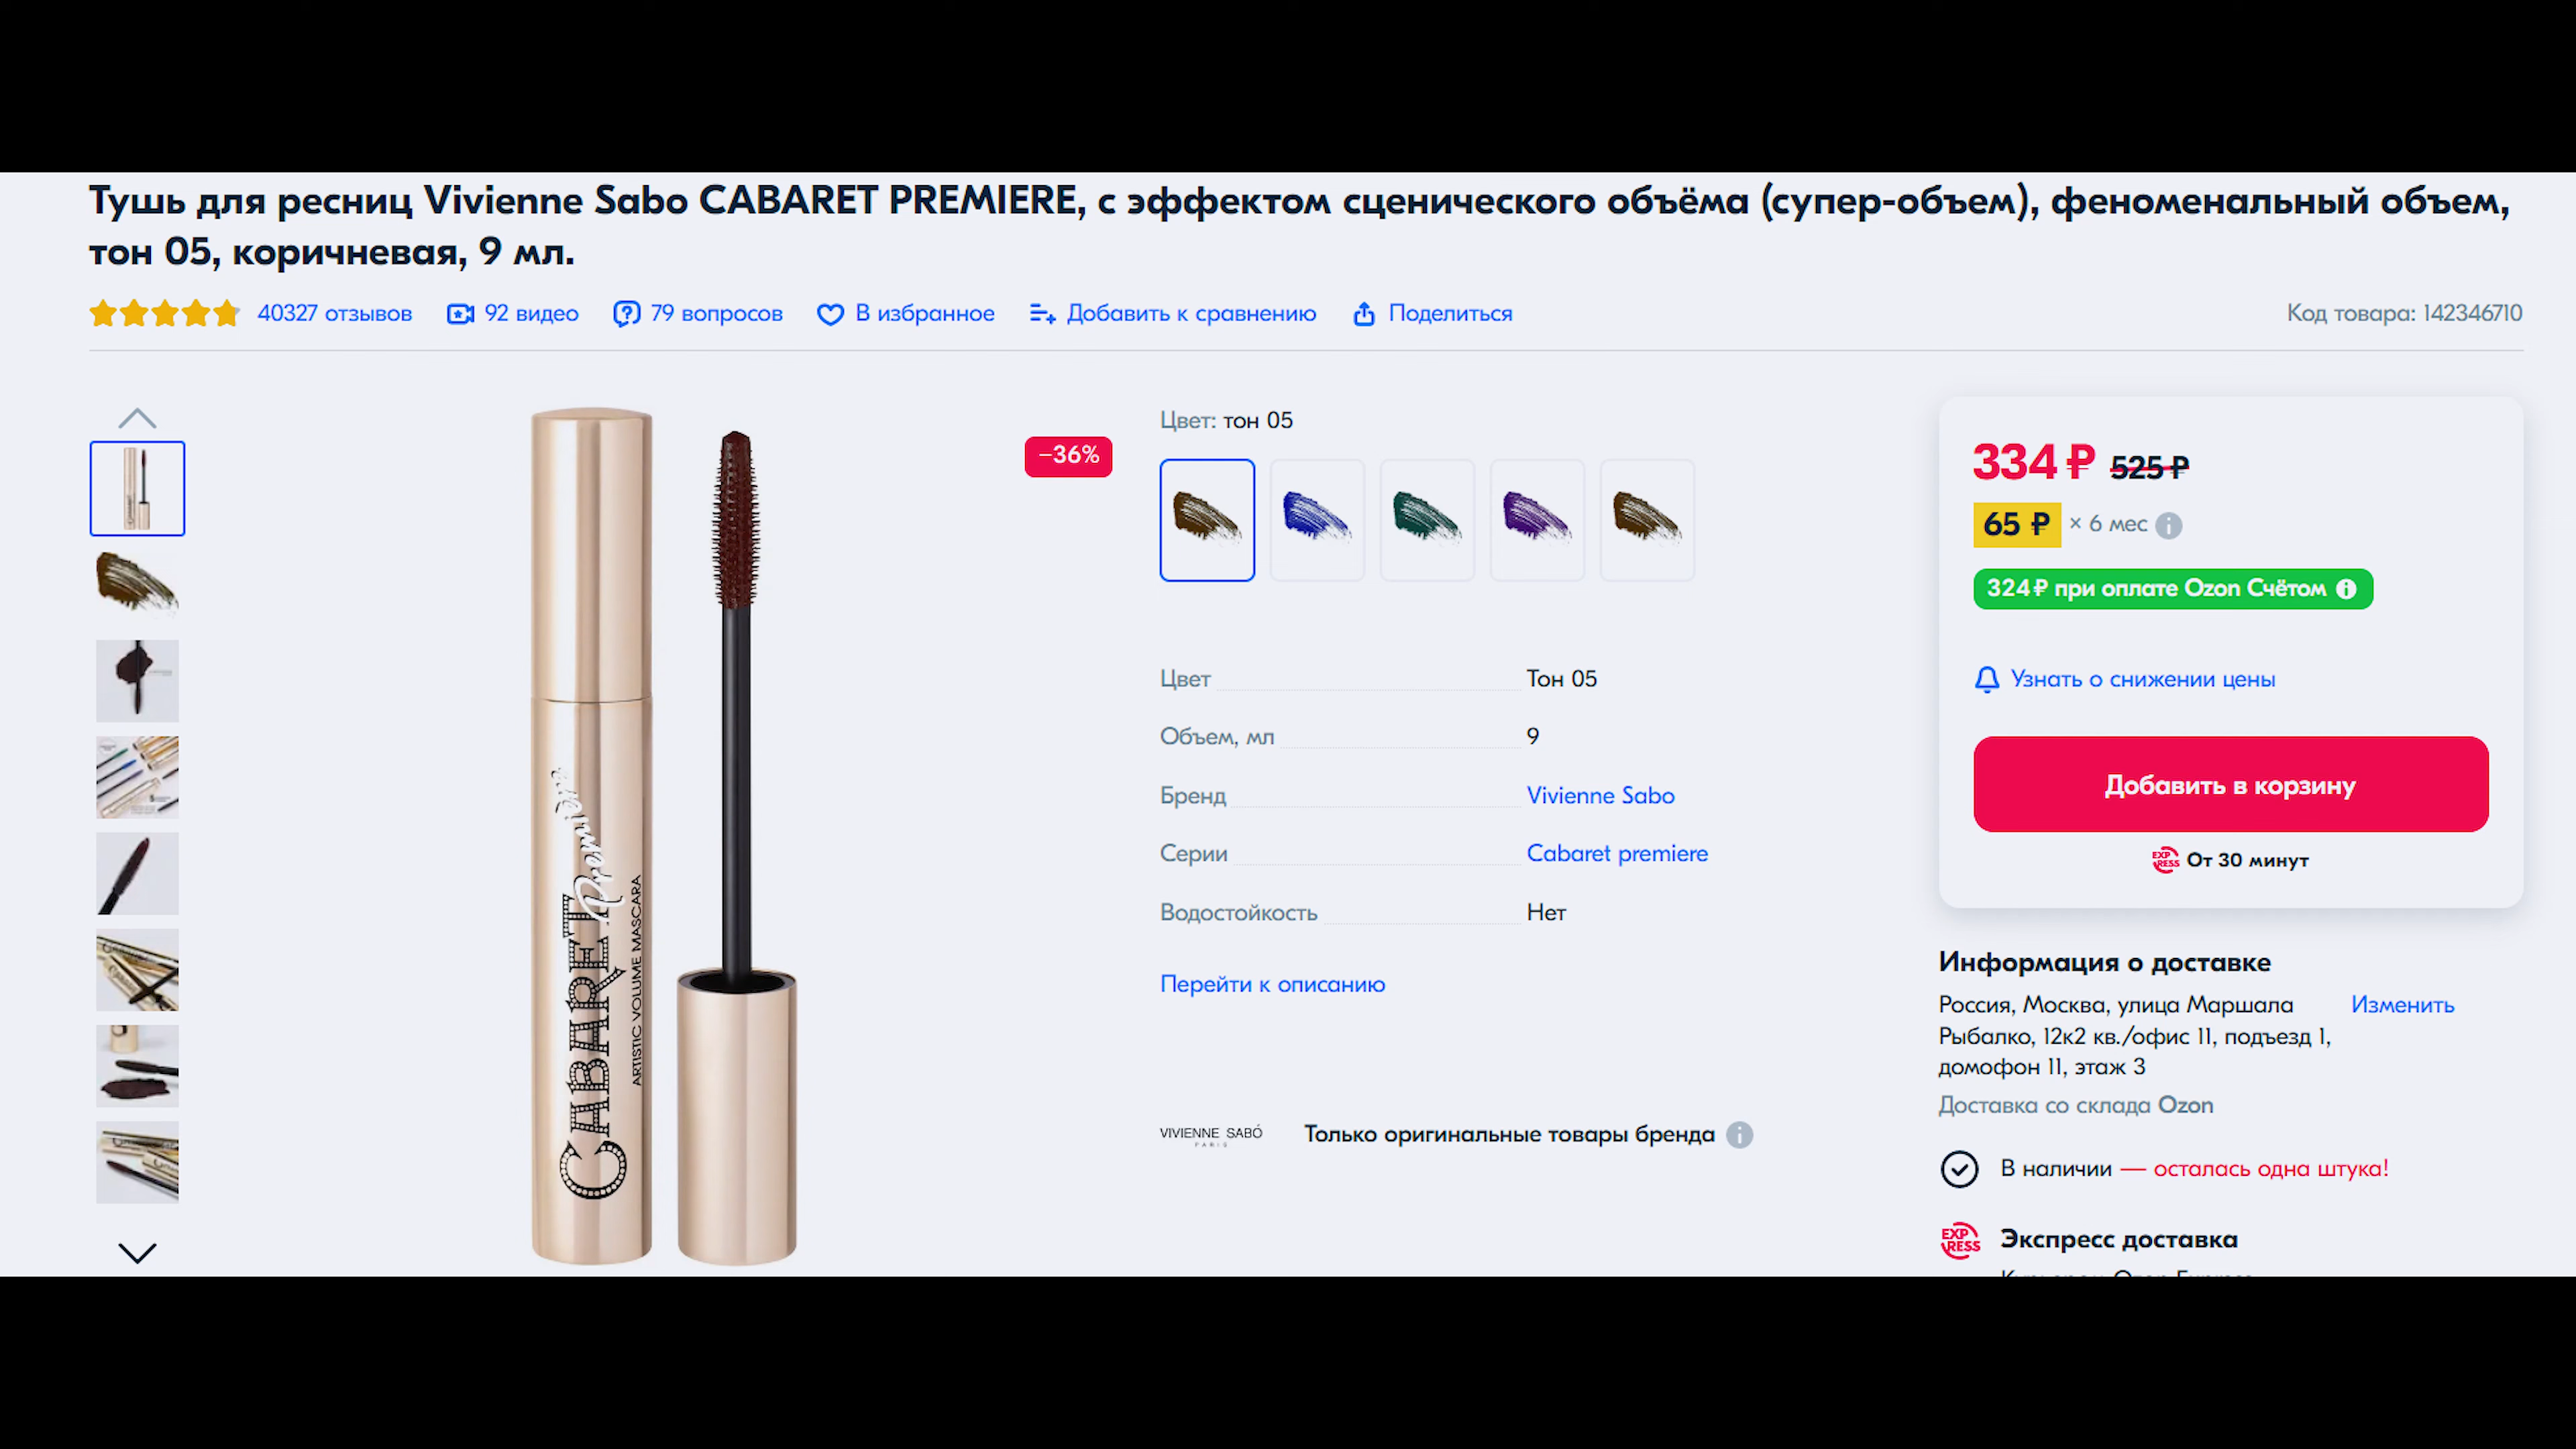 Тушь для ресниц Vivienne Sabo CABARET PREMIERE, с эффектом сценического объёма (супер-объем), феноменальный объем,
тон 05, коричневая, 9 мл.
40327 отзывов
92 видео
79 вопросов
В избранное
Добавить к сравнению
Поделиться
Код товара: 142346710
CABARET Première
ARTISTIC VOLUME MASCARA
−36%
Цвет: тон 05
Цвет Тон 05
Объем, мл 9
Бренд Vivienne Sabo
Серии Cabaret premiere
Водостойкость Нет
Перейти к описанию
VIVIENNE SABÓ
PARIS
Только оригинальные товары бренда
334 ₽ 525 ₽
65 ₽ × 6 мес
324 ₽ при оплате Ozon Счётом
Узнать о снижении цены
Добавить в корзину
EXPRESS От 30 минут
Информация о доставке
Россия, Москва, улица Маршала Изменить
Рыбалко, 12к2 кв./офис 11, подъезд 1,
домофон 11, этаж 3
Доставка со склада Ozon
В наличии — осталась одна штука!
EXPRESS Экспресс доставка